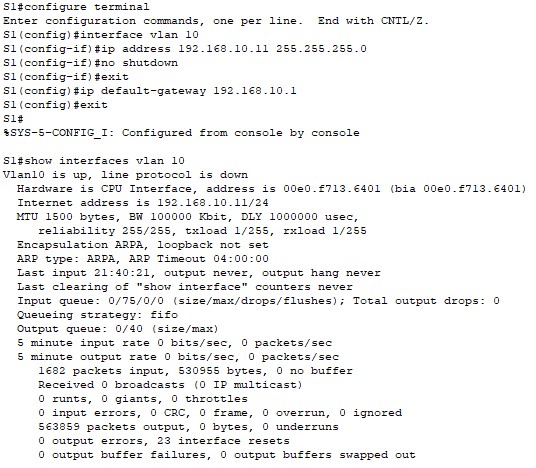 S1#configure terminal
Enter configuration commands, one per line.  End with CNTL/Z.
S1(config)#interface vlan 10
S1(config-if)#ip address 192.168.10.11 255.255.255.0
S1(config-if)#no shutdown
S1(config-if)#exit
S1(config)#ip default-gateway 192.168.10.1
S1(config)#exit
S1#
%SYS-5-CONFIG_I: Configured from console by console

S1#show interfaces vlan 10
Vlan10 is up, line protocol is down
  Hardware is CPU Interface, address is 00e0.f713.6401 (bia 00e0.f713.6401)
  Internet address is 192.168.10.11/24
  MTU 1500 bytes, BW 100000 Kbit, DLY 1000000 usec,
     reliability 255/255, txload 1/255, rxload 1/255
  Encapsulation ARPA, loopback not set
  ARP type: ARPA, ARP Timeout 04:00:00
  Last input 21:40:21, output never, output hang never
  Last clearing of "show interface" counters never
  Input queue: 0/75/0/0 (size/max/drops/flushes); Total output drops: 0
  Queueing strategy: fifo
  Output queue: 0/40 (size/max)
  5 minute input rate 0 bits/sec, 0 packets/sec
  5 minute output rate 0 bits/sec, 0 packets/sec
     1682 packets input, 530955 bytes, 0 no buffer
     Received 0 broadcasts (0 IP multicast)
     0 runts, 0 giants, 0 throttles
     0 input errors, 0 CRC, 0 frame, 0 overrun, 0 ignored
     563859 packets output, 0 bytes, 0 underruns
     0 output errors, 23 interface resets
     0 output buffer failures, 0 output buffers swapped out